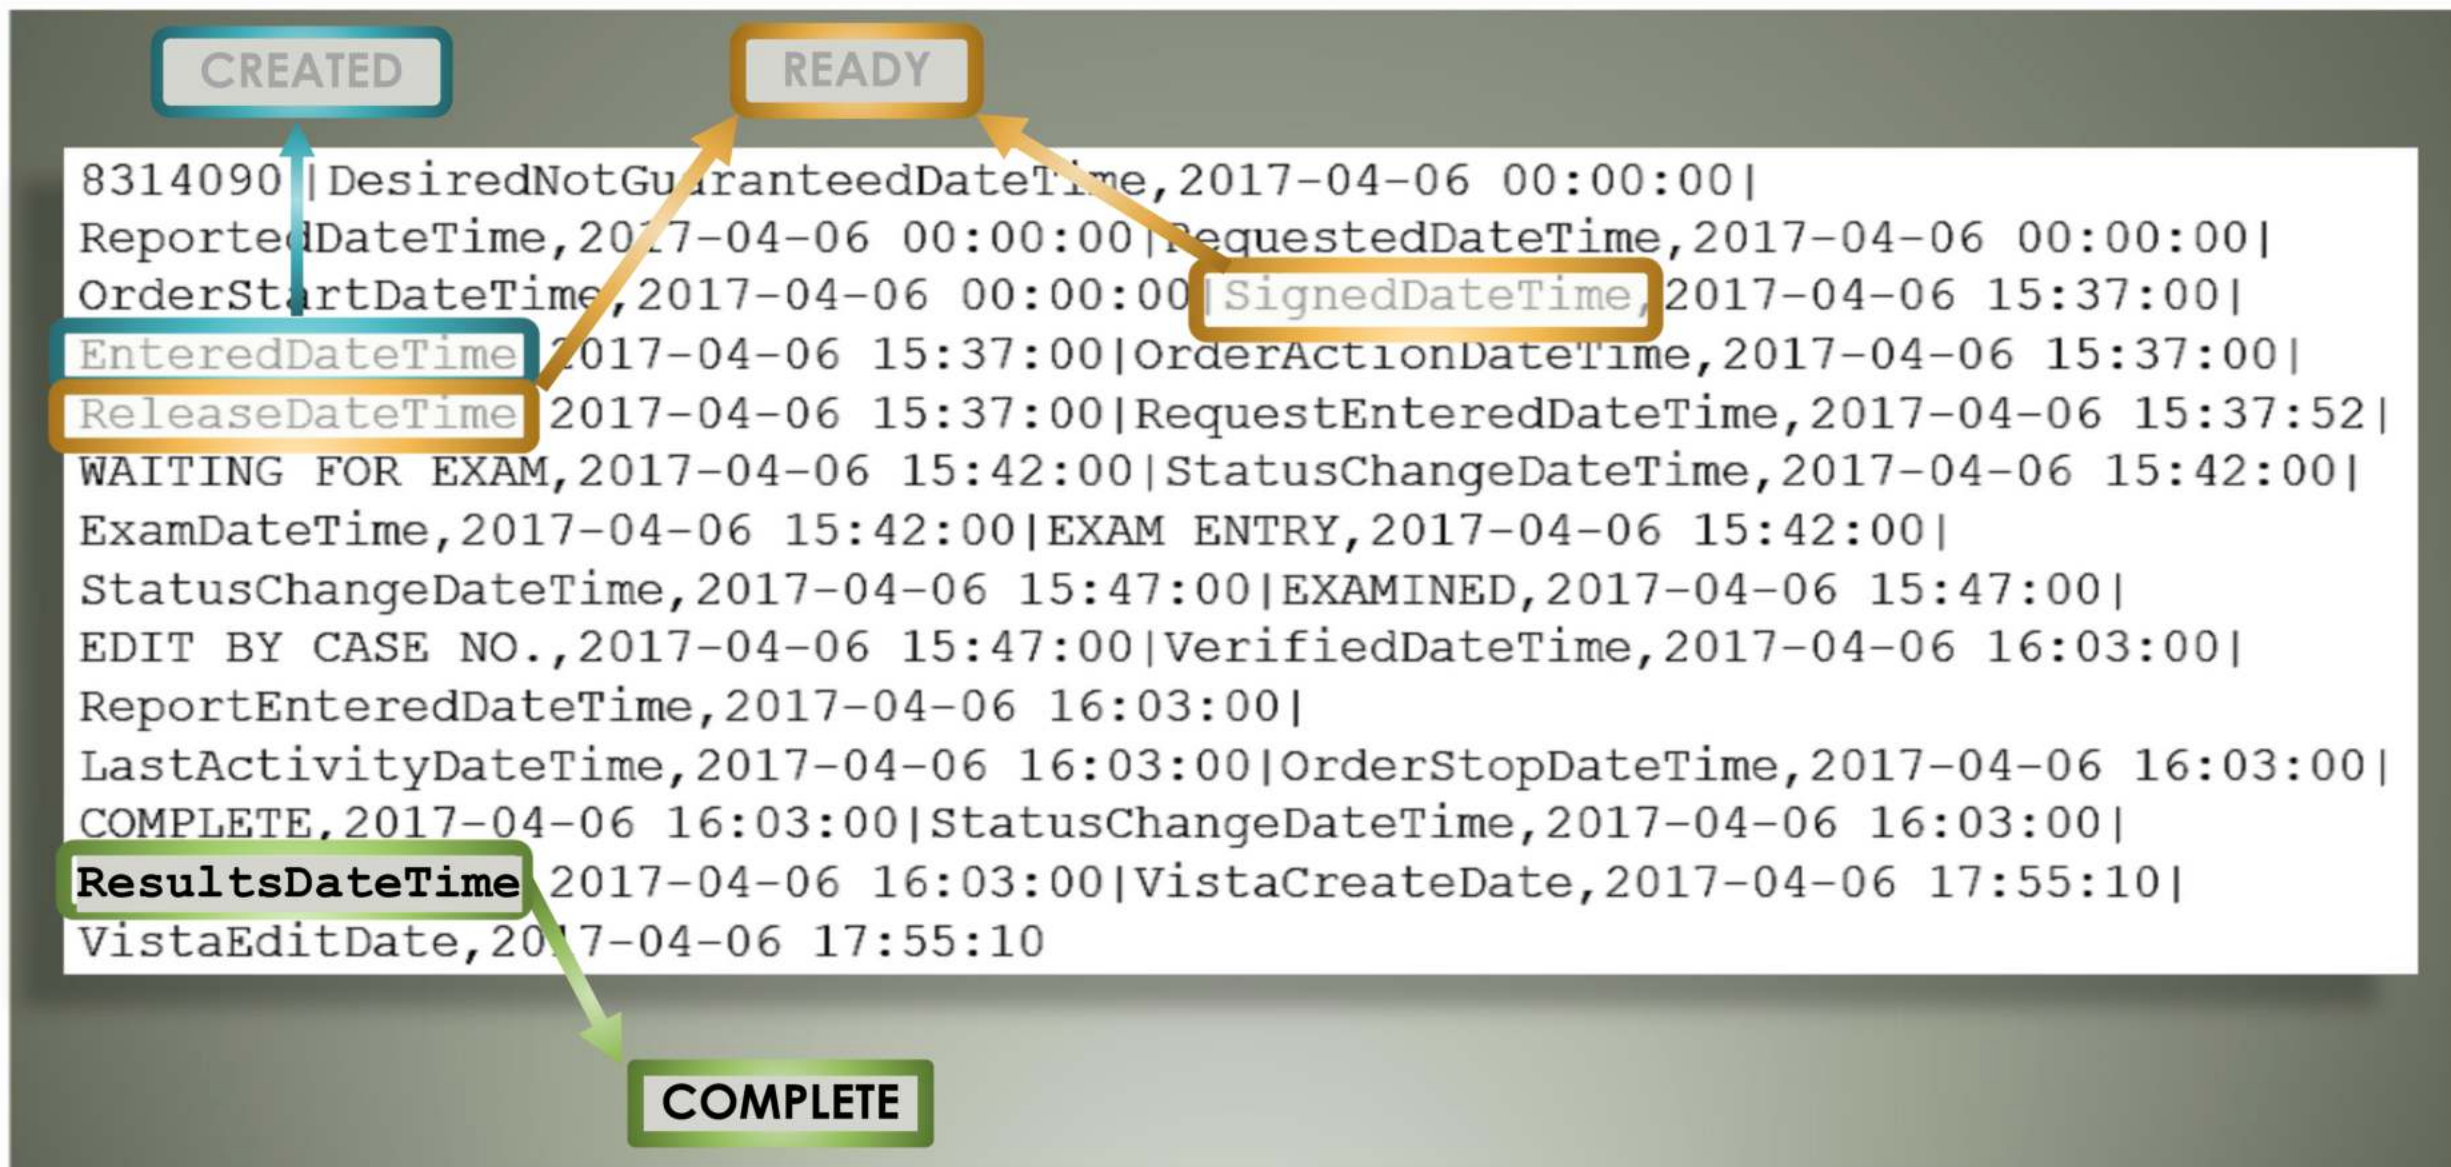 CREATED
READY
8314090||DesiredNotGuaranteedDateTime,2017-04-06 00:00:00|
ReportedDateTime,2017-04-06 00:00:00|RequestedDateTime,2017-04-06 00:00:00|
OrderStartDateTime,2017-04-06 00:00:00|SignedDateTime,2017-04-06 15:37:00|
EnteredDateTime 2017-04-06 15:37:00|OrderActionDateTime,2017-04-06 15:37:00|
ReleaseDateTime 2017-04-06 15:37:00|RequestEnteredDateTime,2017-04-06 15:37:52|
WAITING FOR EXAM,2017-04-06 15:42:00|StatusChangeDateTime,2017-04-06 15:42:00|
ExamDateTime,2017-04-06 15:42:00|EXAM ENTRY,2017-04-06 15:42:00|
StatusChangeDateTime,2017-04-06 15:47:00|EXAMINED,2017-04-06 15:47:00|
EDIT BY CASE NO.,2017-04-06 15:47:00|VerifiedDateTime,2017-04-06 16:03:00|
ReportEnteredDateTime,2017-04-06 16:03:00|
LastActivityDateTime,2017-04-06 16:03:00|OrderStopDateTime,2017-04-06 16:03:00|
COMPLETE,2017-04-06 16:03:00|StatusChangeDateTime,2017-04-06 16:03:00|
ResultsDateTime 2017-04-06 16:03:00|VistaCreateDate,2017-04-06 17:55:10|
VistaEditDate,2017-04-06 17:55:10
COMPLETE